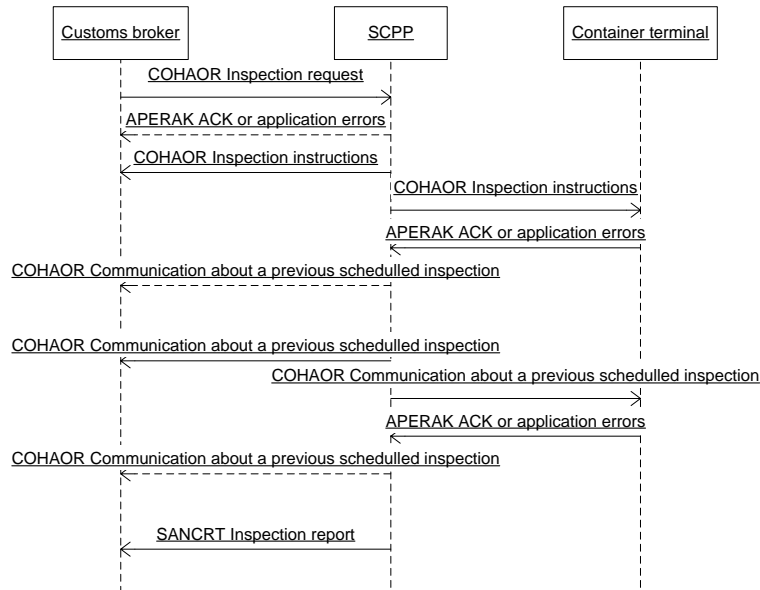 Customs broker
SCPP
Container terminal
COHAOR Inspection request
APERAK ACK or application errors
COHAOR Inspection instructions
COHAOR Inspection instructions
APERAK ACK or application errors
COHAOR Communication about a previous schedulled inspection
COHAOR Communication about a previous schedulled inspection
COHAOR Communication about a previous schedulled inspection
APERAK ACK or application errors
COHAOR Communication about a previous schedulled inspection
SANCRT Inspection report